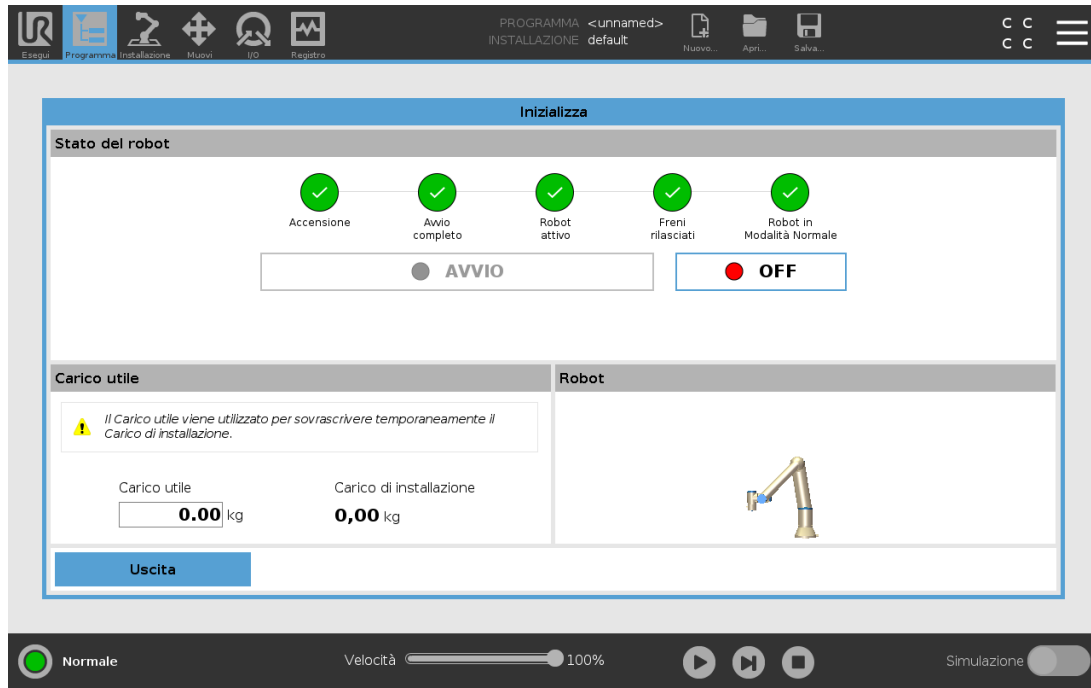 PROGRAMMA <unnamed>
INSTALLAZIONE default
C C
C C
Esegui Programma Installazione Muovi I/O Registro Nuovo... Apri... Salva...
Inizializza
Stato del robot
Accensione
Avvio
completo
Robot
attivo
Freni
rilasciati
Robot in
Modalità Normale
AVVIO
OFF
Carico utile
Robot
Il Carico utile viene utilizzato per sovrascrivere temporaneamente il
Carico di installazione.
Carico utile
Carico di installazione
0.00 kg
0,00 kg
Uscita
Normale
Velocità 100%
Simulazione